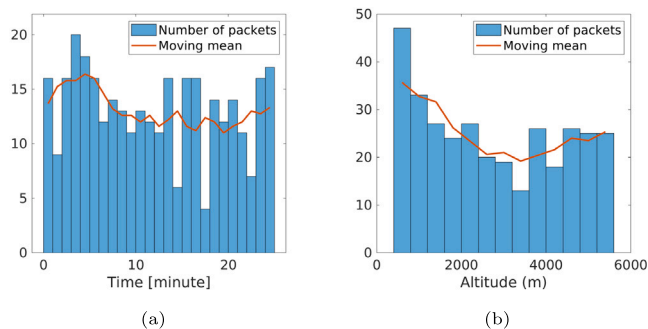 Number of packets
Moving mean
20
15
10
5
0
0
10
20
Time [minute]
(a)
Number of packets
Moving mean
50
40
30
20
10
0
0
2000
4000
6000
Altitude (m)
(b)